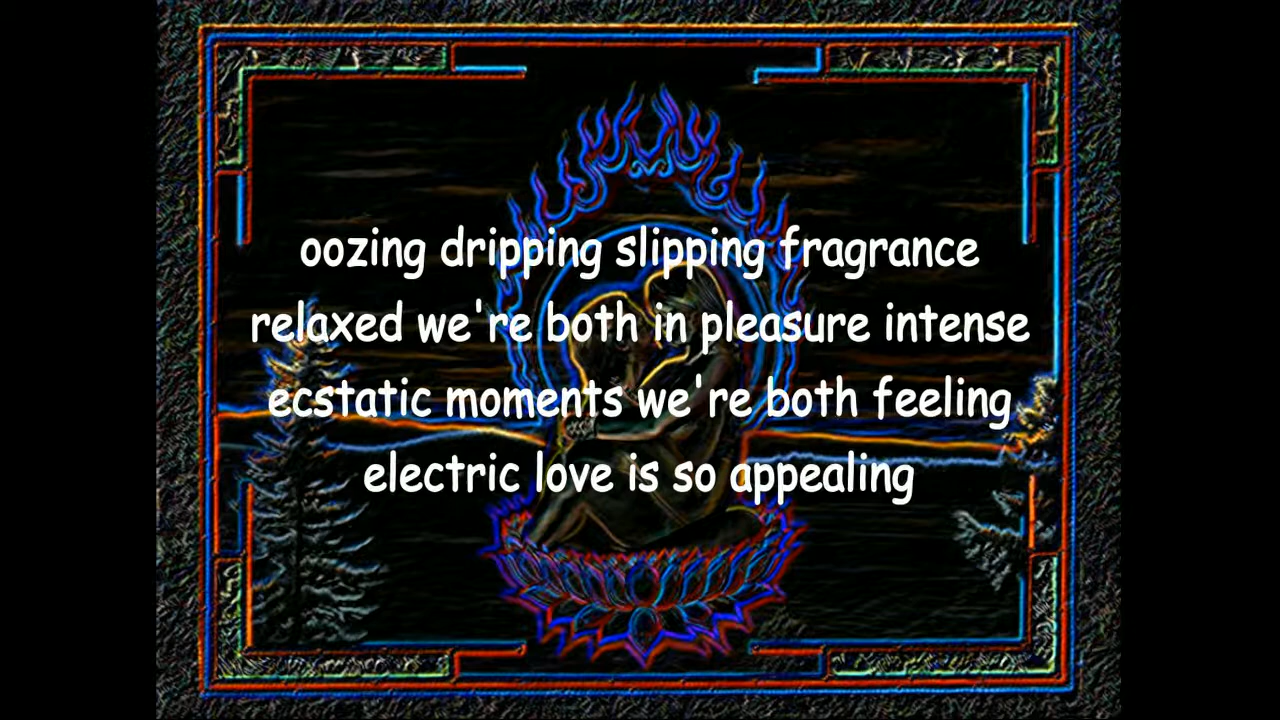 oozing dripping slipping fragrance
relaxed we're both in pleasure intense
ecstatic moments we're both feeling
electric love is so appealing